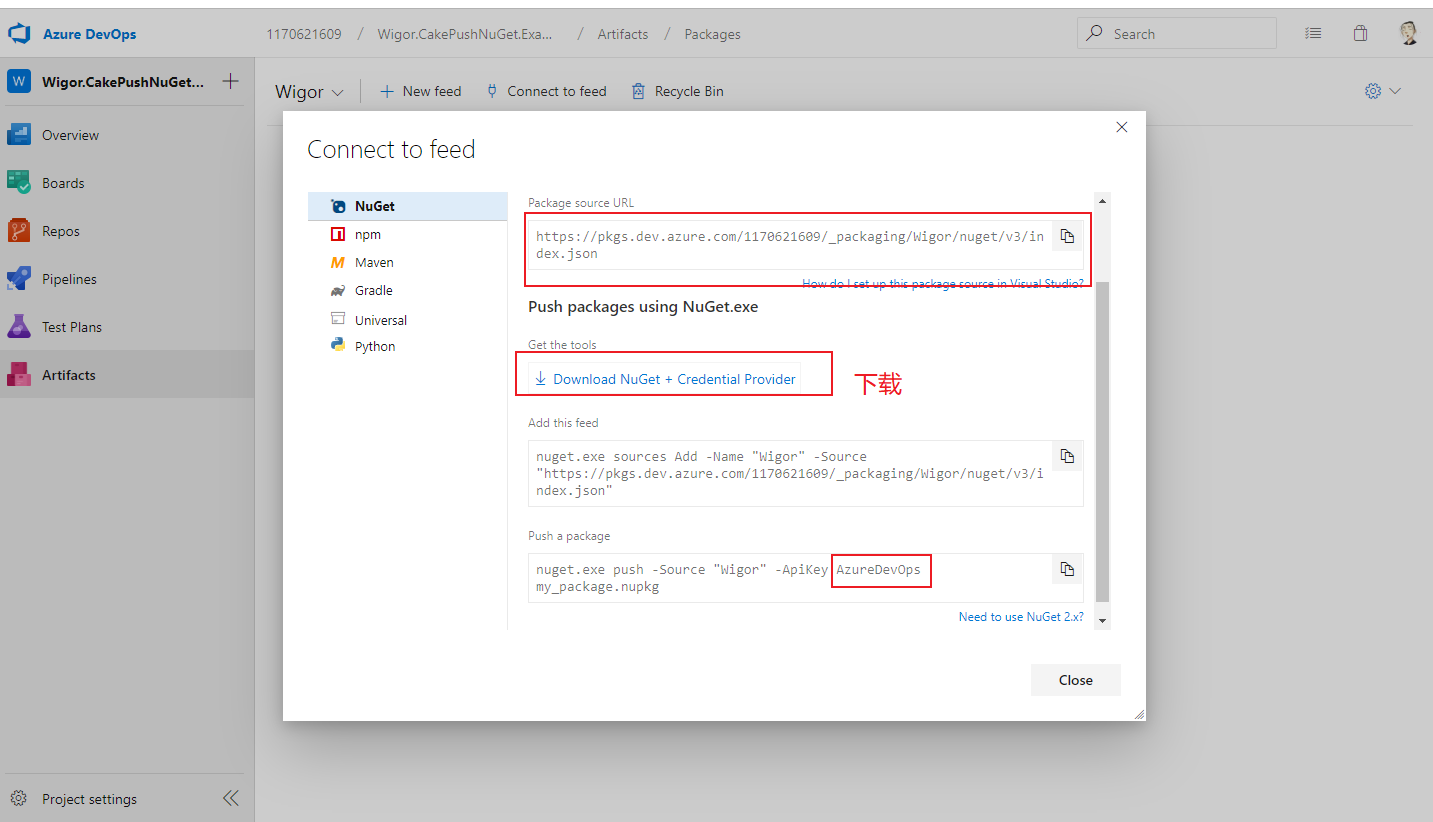 Azure DevOps
1170621609 / Wigor.CakePushNuGet.Exa... / Artifacts / Packages
Search
W Wigor.CakePushNuGet...
Overview
Boards
Repos
Pipelines
Test Plans
Artifacts
Project settings
Wigor
New feed
Connect to feed
Recycle Bin
Connect to feed
NuGet
npm
Maven
Gradle
Universal
Python
Package source URL
https://pkgs.dev.azure.com/1170621609/_packaging/Wigor/nuget/v3/in
dex.json
How do I set up this package source in Visual Studio?
Push packages using NuGet.exe
Get the tools
Download NuGet + Credential Provider
下载
Add this feed
nuget.exe sources Add -Name "Wigor" -Source
"https://pkgs.dev.azure.com/1170621609/_packaging/Wigor/nuget/v3/i
ndex.json"
Push a package
nuget.exe push -Source "Wigor" -ApiKey AzureDevOps
my_package.nupkg
Need to use NuGet 2.x?
Close